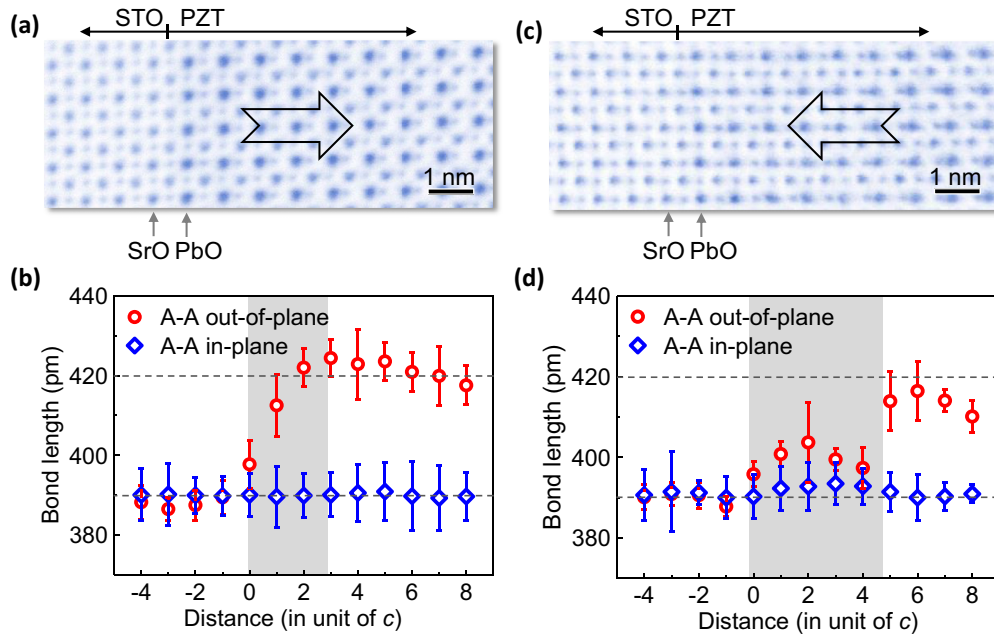 (a)
STO PZT
1 nm
SrO PbO
(c)
STO PZT
1 nm
SrO PbO
(b)
440
420
400
380
Bond length (pm)
A-A out-of-plane
A-A in-plane
-4 -2 0 2 4 6 8
Distance (in unit of c)
(d)
440
420
400
380
Bond length (pm)
A-A out-of-plane
A-A in-plane
-4 -2 0 2 4 6 8
Distance (in unit of c)